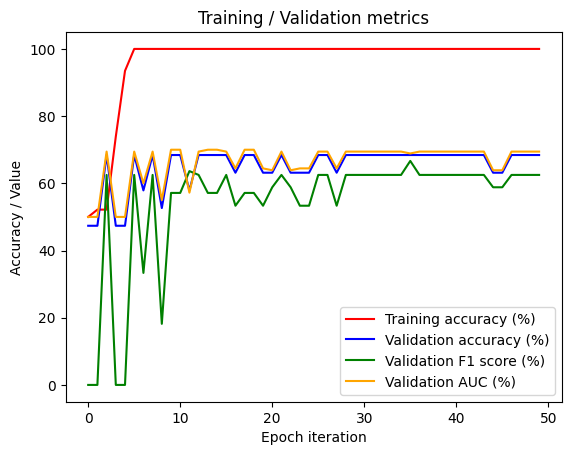 Training / Validation metrics
100
80
60
40
20
0
Accuracy / Value
Training accuracy (%)
Validation accuracy (%)
Validation F1 score (%)
Validation AUC (%)
0 10 20 30 40 50
Epoch iteration